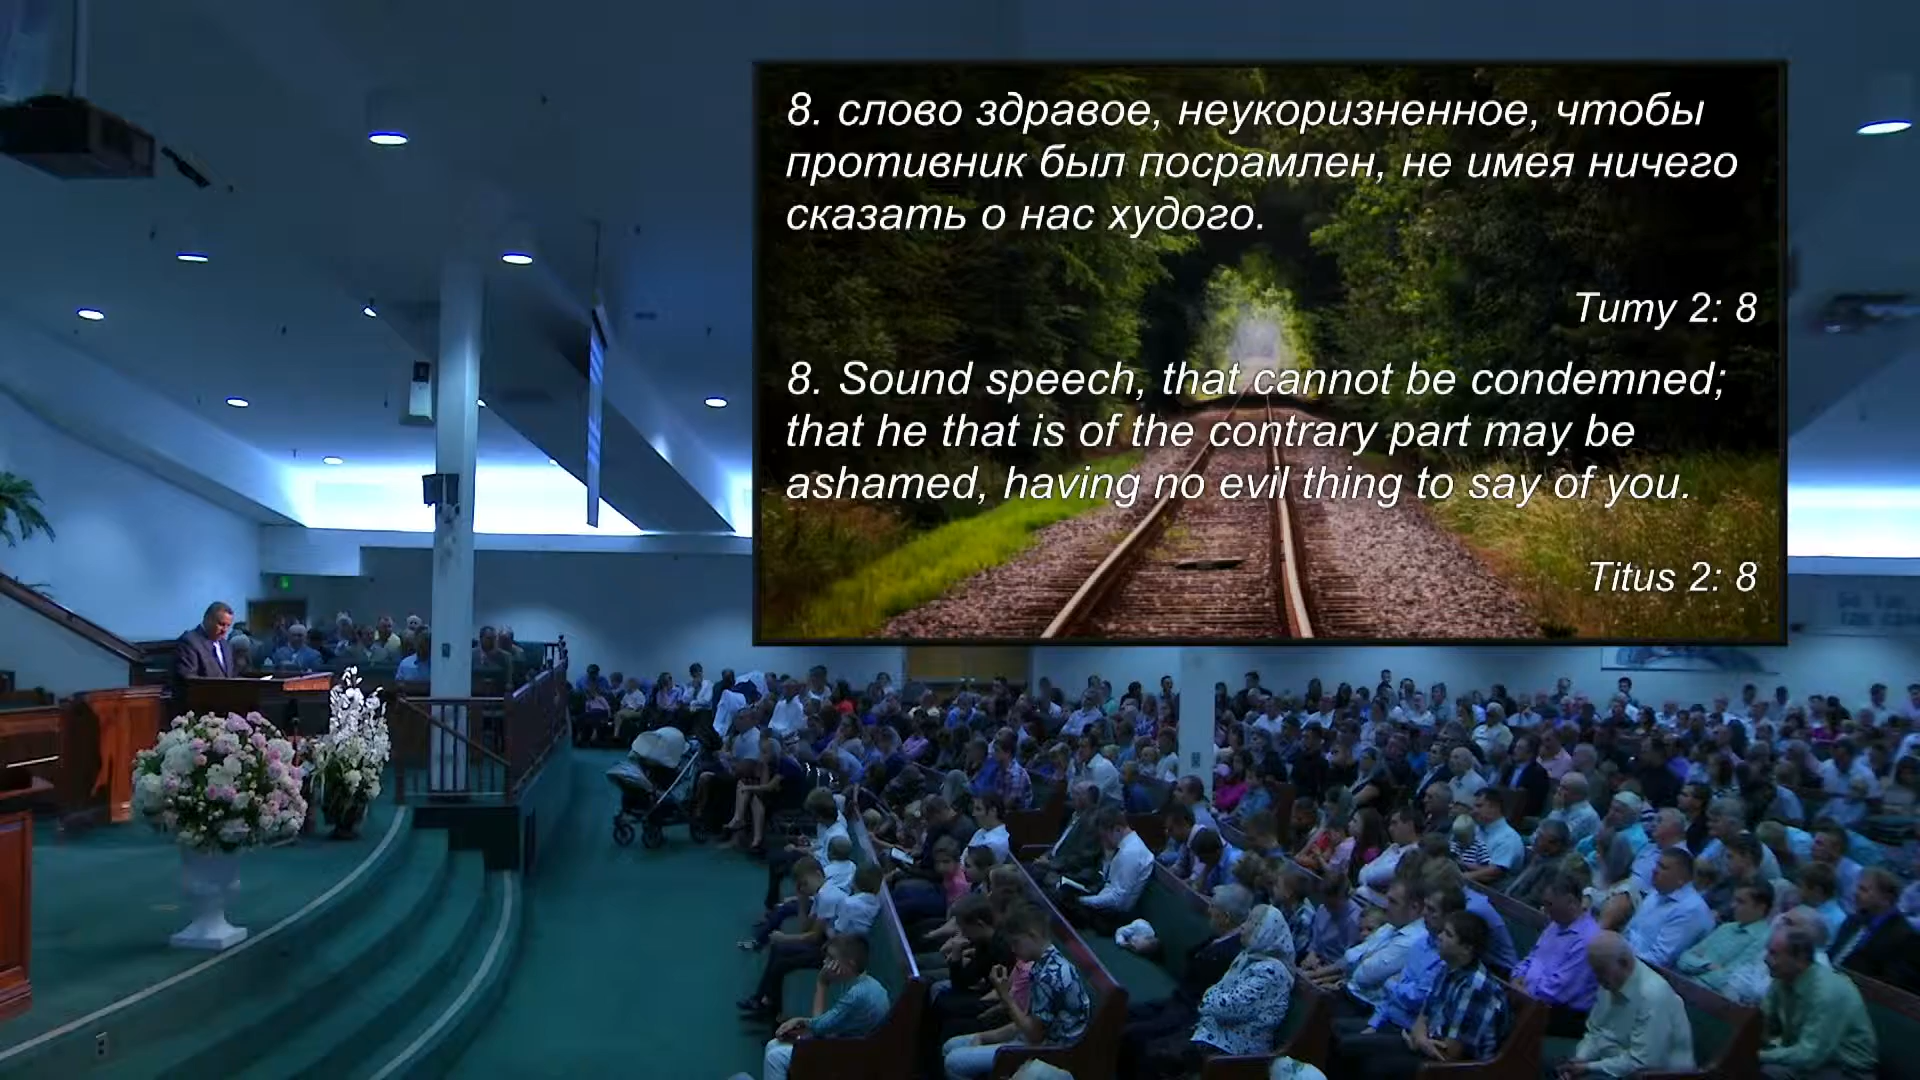 8. слово здравое, неукоризненное, чтобы
противник был посрамлен, не имея ничего
сказать о нас худого.
Титу 2: 8
8. Sound speech, that cannot be condemned;
that he that is of the contrary part may be
ashamed, having no evil thing to say of you.
Titus 2: 8